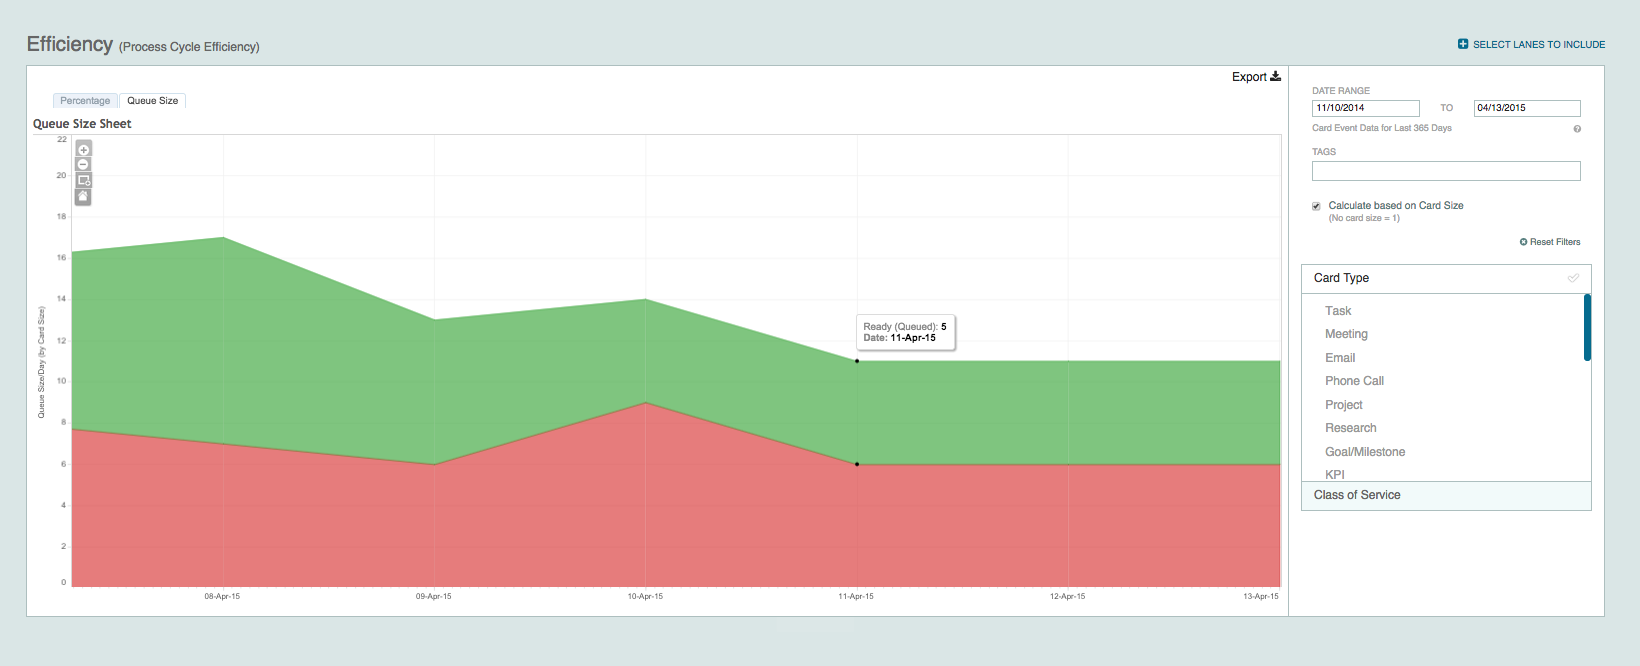 Efficiency (Process Cycle Efficiency)
SELECT LANES TO INCLUDE
Export
Percentage
Queue Size
Queue Size Sheet
22
20
18
16
14
12
10
8
6
4
2
0
Queue Size/Day (by Card Size)
Ready (Queued): 5
Date: 11-Apr-15
08-Apr-15
09-Apr-15
10-Apr-15
11-Apr-15
12-Apr-15
13-Apr-15
DATE RANGE
11/10/2014 TO 04/13/2015
Card Event Data for Last 365 Days
TAGS
Calculate based on Card Size
(No card size = 1)
Reset Filters
Card Type
Task
Meeting
Email
Phone Call
Project
Research
Goal/Milestone
KPI
Class of Service